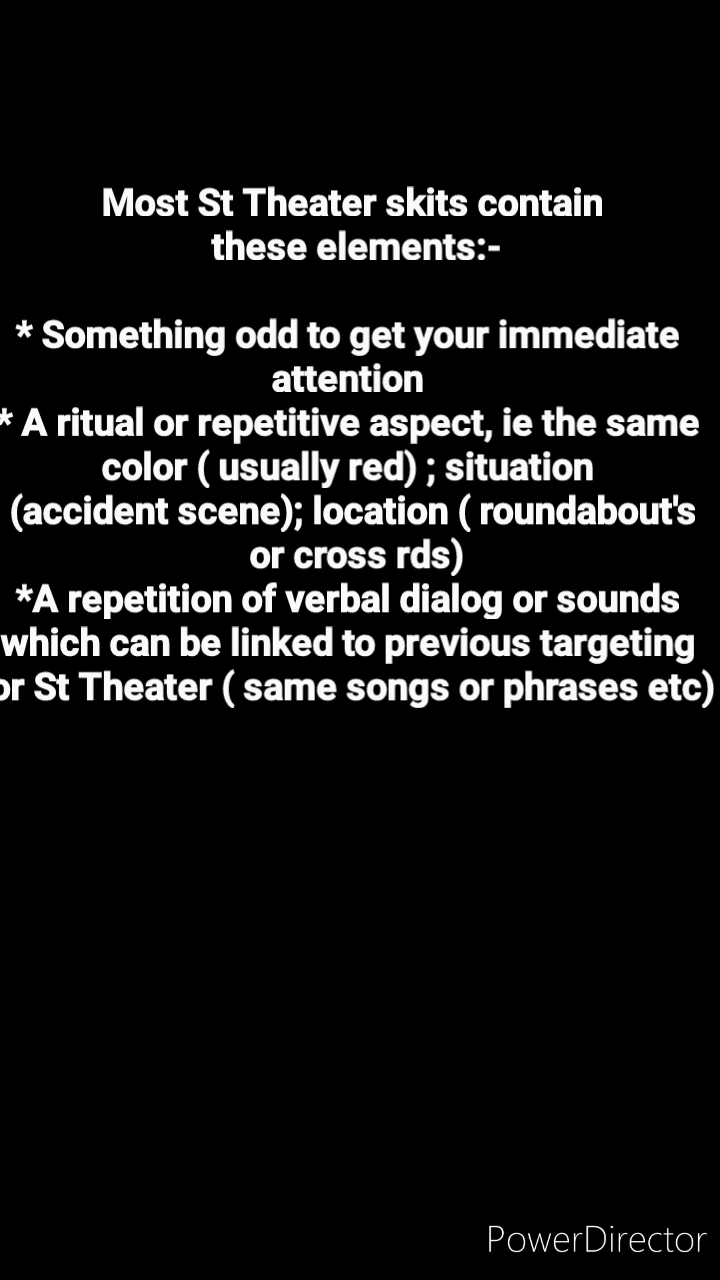 Most St Theater skits contain
these elements:-
* Something odd to get your immediate
attention
* A ritual or repetitive aspect, ie the same
color ( usually red) ; situation
(accident scene); location ( roundabout's
or cross rds)
*A repetition of verbal dialog or sounds
which can be linked to previous targeting
or St Theater ( same songs or phrases etc)
PowerDirector